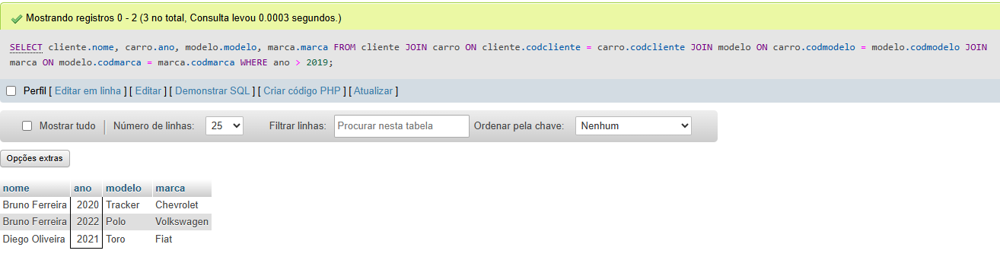 Mostrando registros 0 - 2 (3 no total, Consulta levou 0.0003 segundos.)
SELECT cliente.nome, carro.ano, modelo.modelo, marca.marca FROM cliente JOIN carro ON cliente.codcliente = carro.codcliente JOIN modelo ON carro.codmodelo = modelo.codmodelo JOIN
marca ON modelo.codmarca = marca.codmarca WHERE ano > 2019;
Perfil [ Editar em linha ] [ Editar ] [ Demonstrar SQL ] [ Criar código PHP ] [ Atualizar ]
Mostrar tudo | Número de linhas: 25 Filtrar linhas: Procurar nesta tabela Ordenar pela chave: Nenhum
Opções extras
nome ano modelo marca
Bruno Ferreira 2020 Tracker Chevrolet
Bruno Ferreira 2022 Polo Volkswagen
Diego Oliveira 2021 Toro Fiat